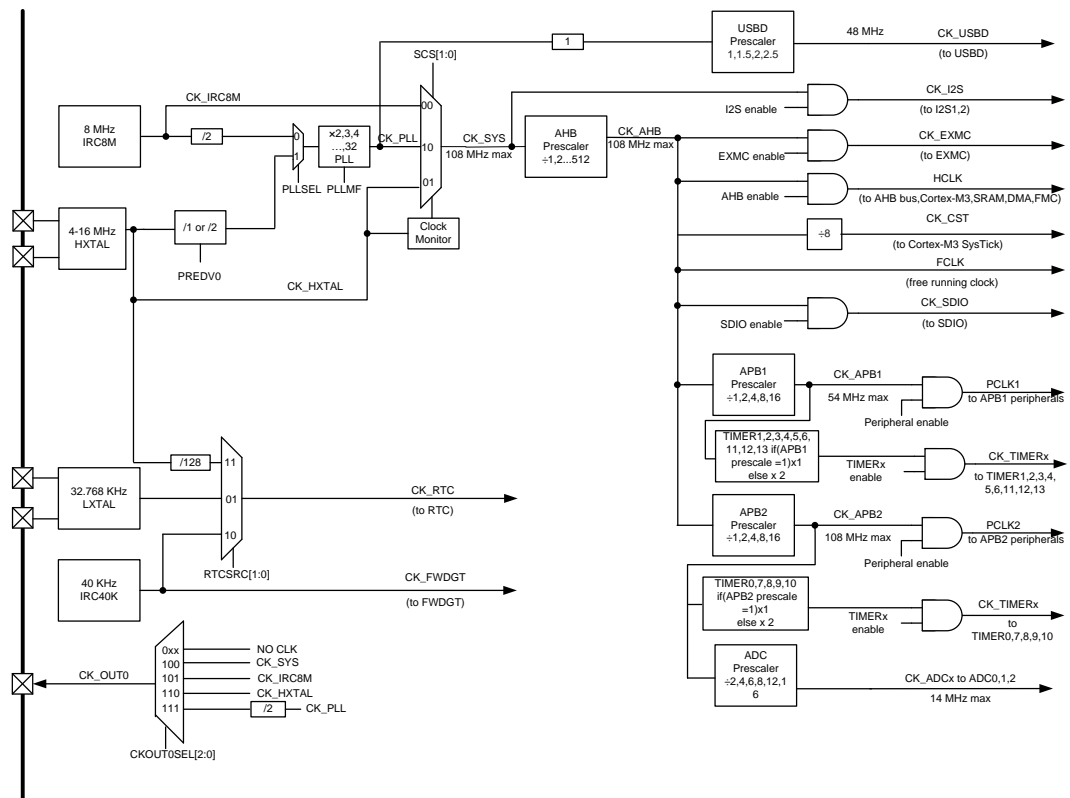 USBD
Prescaler
1,1.5,2,2.5
48 MHz
CK_USBD
(to USBD)
1
SCS[1:0]
CK_IRC8M
8 MHz
IRC8M
/2
0
1
PLLSEL
×2,3,4
…,32
PLL
PLLMF
CK_PLL
00
10
01
CK_SYS
108 MHz max
AHB
Prescaler
÷1,2...512
CK_AHB
108 MHz max
I2S enable
CK_I2S
(to I2S1,2)
EXMC enable
CK_EXMC
(to EXMC)
AHB enable
HCLK
(to AHB bus,Cortex-M3,SRAM,DMA,FMC)
÷8
CK_CST
(to Cortex-M3 SysTick)
FCLK
(free running clock)
SDIO enable
CK_SDIO
(to SDIO)
4-16 MHz
HXTAL
/1 or /2
PREDV0
Clock
Monitor
CK_HXTAL
APB1
Prescaler
÷1,2,4,8,16
CK_APB1
54 MHz max
Peripheral enable
PCLK1
to APB1 peripherals
TIMER1,2,3,4,5,6,
11,12,13 if(APB1
prescale =1)x1
else x 2
TIMERx
enable
CK_TIMERx
to TIMER1,2,3,4,
5,6,11,12,13
/128
11
01
10
RTCSRC[1:0]
32.768 KHz
LXTAL
CK_RTC
(to RTC)
APB2
Prescaler
÷1,2,4,8,16
CK_APB2
108 MHz max
Peripheral enable
PCLK2
to APB2 peripherals
40 KHz
IRC40K
CK_FWDGT
(to FWDGT)
TIMER0,7,8,9,10
if(APB2 prescale
=1)x1
else x 2
TIMERx
enable
CK_TIMERx
to
TIMER0,7,8,9,10
CK_OUT0
0xx
NO CLK
100
CK_SYS
101
CK_IRC8M
110
CK_HXTAL
111
/2
CK_PLL
CKOUT0SEL[2:0]
ADC
Prescaler
÷2,4,6,8,12,1
6
CK_ADCx to ADC0,1,2
14 MHz max